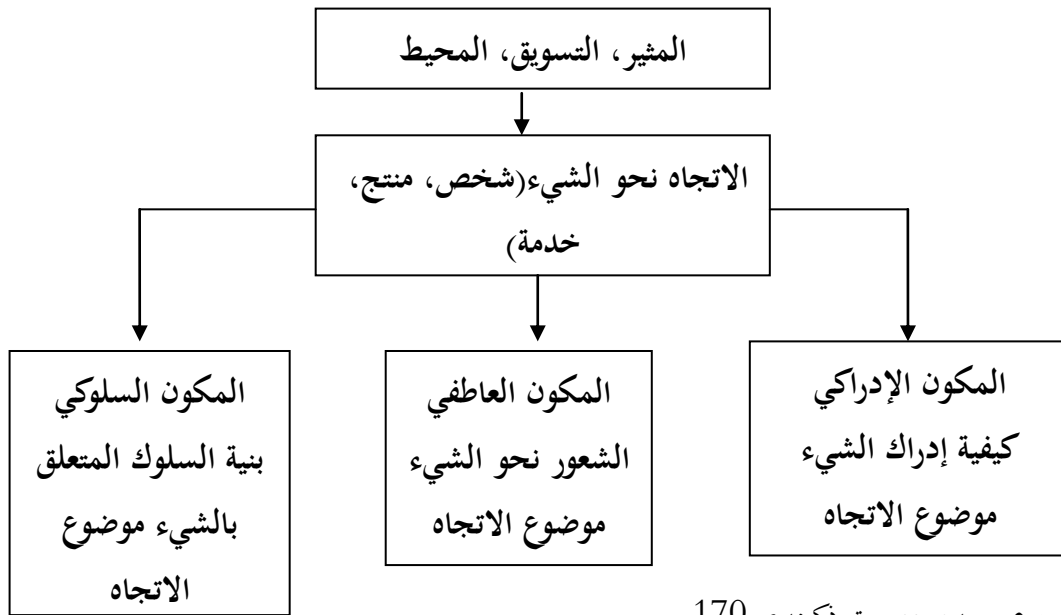 المثير، التسويق، المحيط
الاتجاه نحو الشيء(شخص، منتج،
خدمة)
المكون الإدراكي
كيفية إدراك الشيء
موضوع الاتجاه
المكون العاطفي
الشعور نحو الشيء
موضوع الاتجاه
المكون السلوكي
بنية السلوك المتعلق
بالشيء موضوع
الاتجاه
170